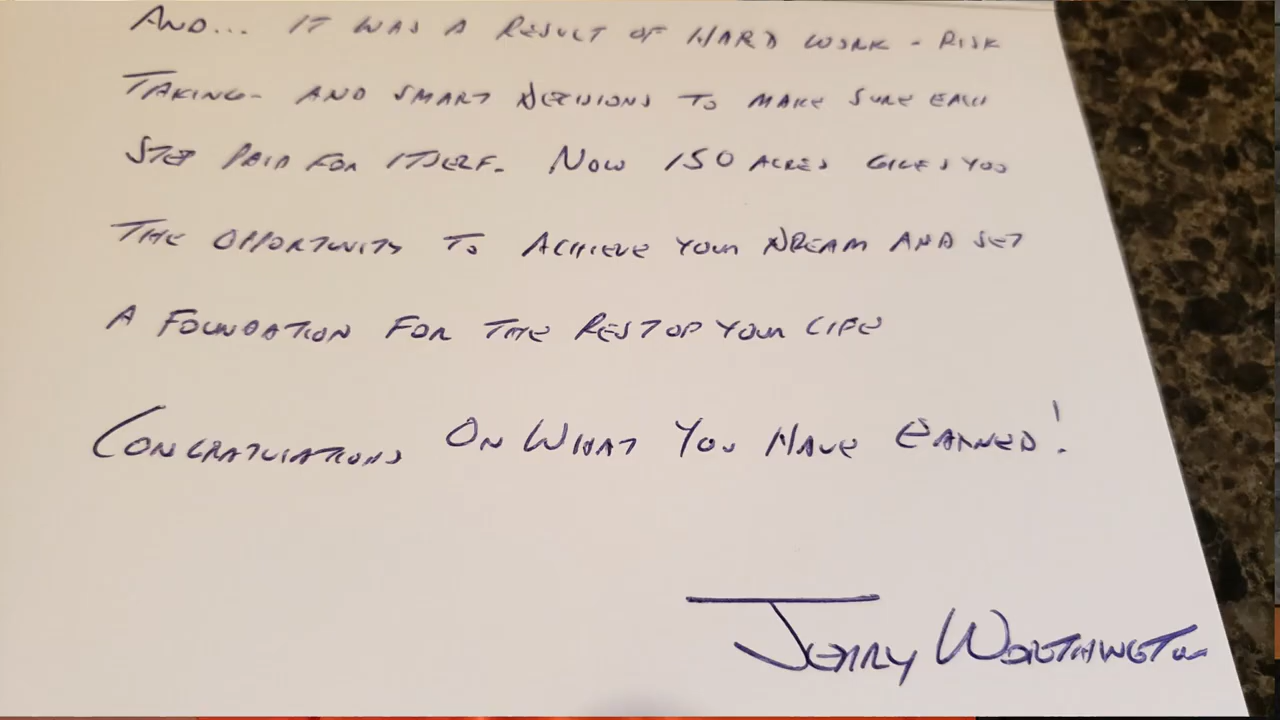 AND... IT WAS A RESULT OF HARD WORK - RISK
TAKING - AND SMART DECISIONS TO MAKE SURE EACH
STEP PAID FOR ITSELF. NOW 150 ACRES GIVES YOU
THE OPPORTUNITY TO ACHIEVE YOUR DREAM AND SET
A FOUNDATION FOR THE REST OF YOUR LIFE
CONGRATULATIONS ON WHAT YOU HAVE EARNED!
JERRY WORTHINGTON